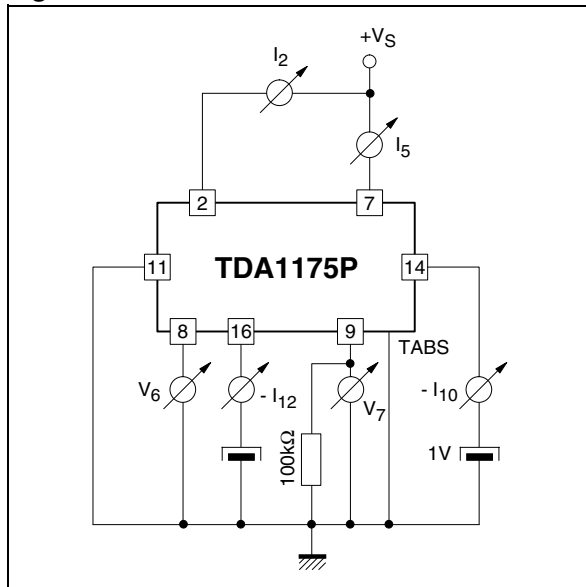 +VS
I2
I5
2
7
11
TDA1175P
14
8
16
9
TABS
V6
- I12
V7
- I10
100kΩ
1V